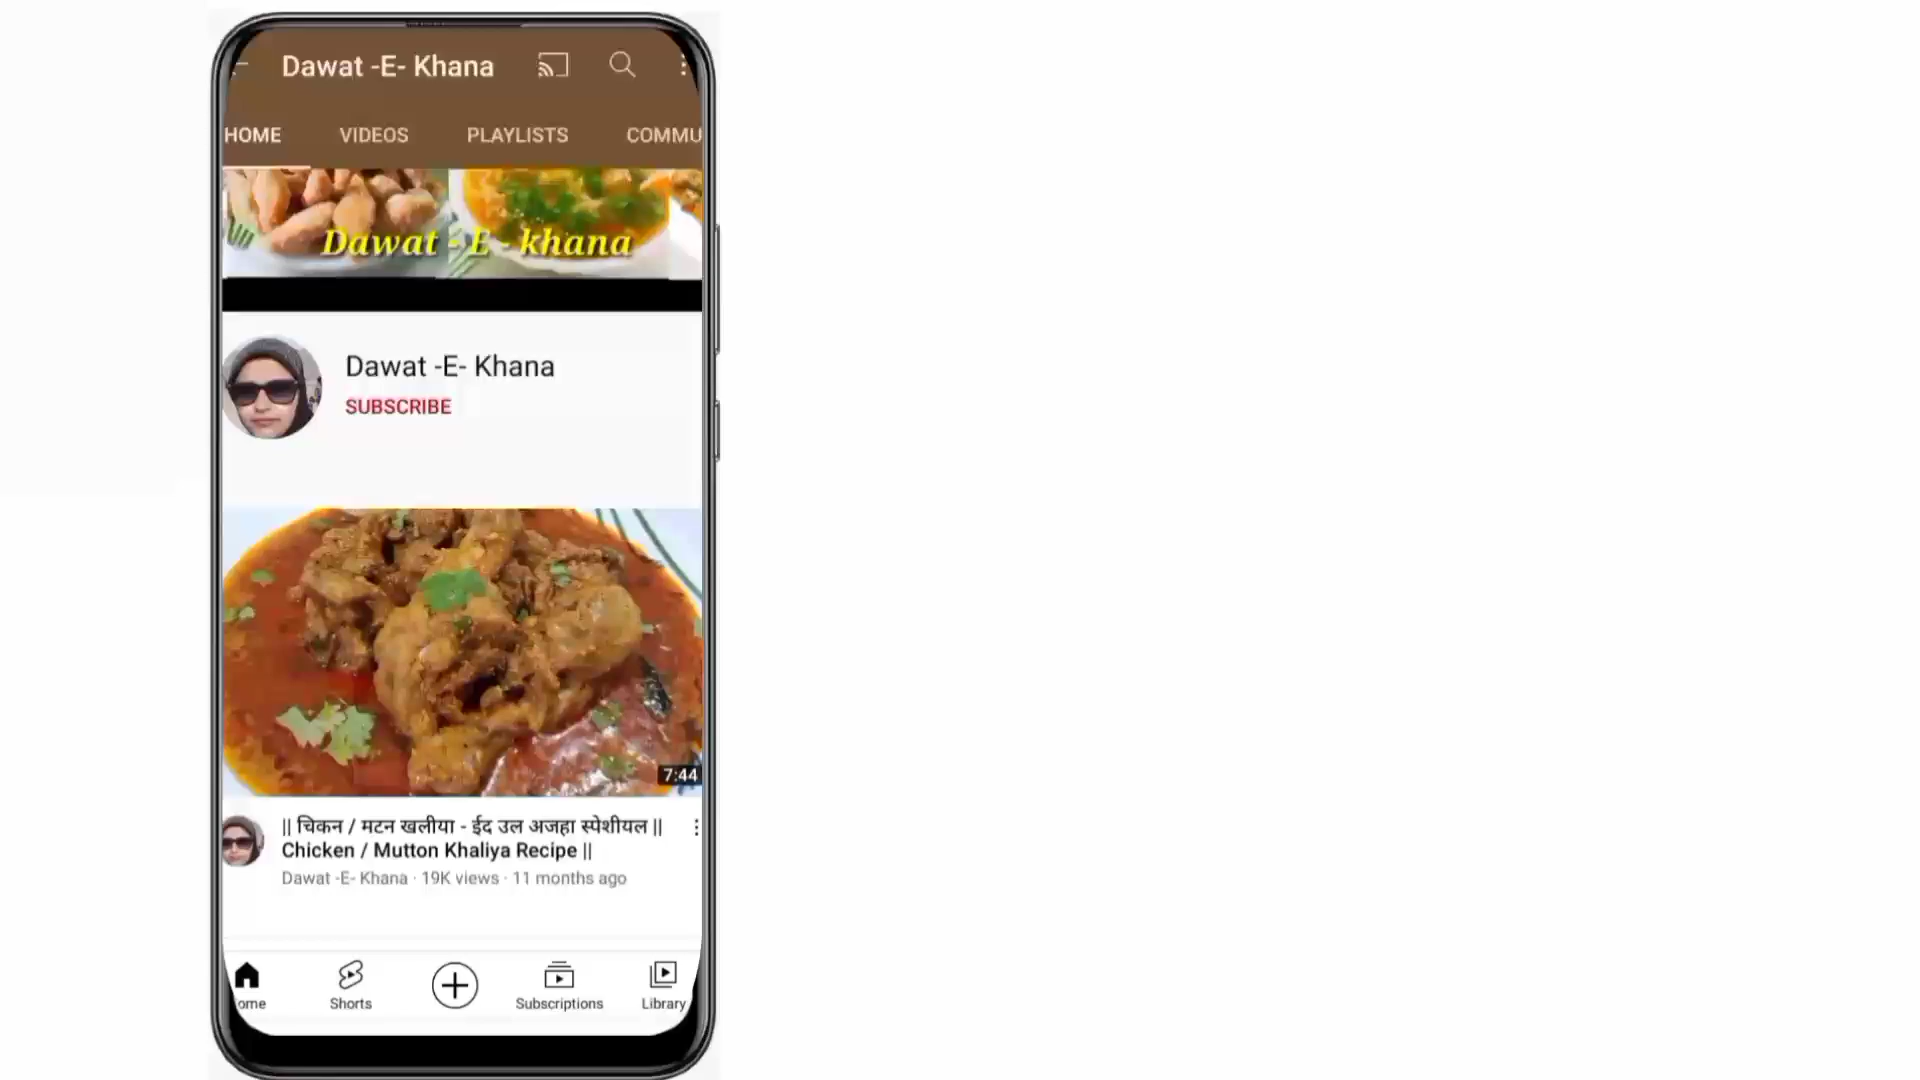 Dawat -E- Khana
HOME VIDEOS PLAYLISTS COMMU
Dawat - E - khana
Dawat -E- Khana
SUBSCRIBE
7:44
|| चिकन / मटन खलीया - ईद उल अजहा स्पेशीयल ||
Chicken / Mutton Khaliya Recipe ||
Dawat -E- Khana · 19K views · 11 months ago
ome Shorts Subscriptions Library